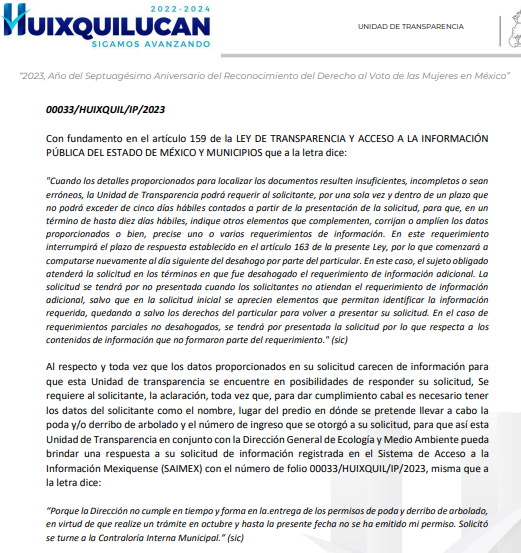 2022-2024
HUIXQUILUCAN
SIGAMOS AVANZANDO
UNIDAD DE TRANSPARENCIA
"2023, Año del Septuagésimo Aniversario del Reconocimiento del Derecho al Voto de las Mujeres en México"
00033/HUIXQUIL/IP/2023
Con fundamento en el artículo 159 de la LEY DE TRANSPARENCIA Y ACCESO A LA INFORMACIÓN
PÚBLICA DEL ESTADO DE MÉXICO Y MUNICIPIOS que a la letra dice:
"Cuando los detalles proporcionados para localizar los documentos resulten insuficientes, incompletos o sean
erróneos, la Unidad de Transparencia podrá requerir al solicitante, por una sola vez y dentro de un plazo que
no podrá exceder de cinco días hábiles contados a partir de la presentación de la solicitud, para que, en un
término de hasta diez días hábiles, indique otros elementos que complementen, corrijan o amplíen los datos
proporcionados o bien, precise uno o varios requerimientos de información. En este requerimiento
interrumpirá el plazo de respuesta establecido en el artículo 163 de la presente Ley, por lo que comenzará a
computarse nuevamente al día siguiente del desahogo por parte del particular. En este caso, el sujeto obligado
atenderá la solicitud en los términos en que fue desahogado el requerimiento de información adicional. La
solicitud se tendrá por no presentada cuando los solicitantes no atiendan el requerimiento de información
adicional, salvo que en la solicitud inicial se aprecien elementos que permitan identificar la información
requerida, quedando a salvo los derechos del particular para volver a presentar su solicitud. En el caso de
requerimientos parciales no desahogados, se tendrá por presentada la solicitud por lo que respecta a los
contenidos de información que no formaron parte del requerimiento." (sic)
Al respecto y toda vez que los datos proporcionados en su solicitud carecen de información para
que esta Unidad de transparencia se encuentre en posibilidades de responder su solicitud, Se
requiere al solicitante, la aclaración, toda vez que, para dar cumplimiento cabal es necesario tener
los datos del solicitante como el nombre, lugar del predio en dónde se pretende llevar a cabo la
poda y/o derribo de arbolado y el número de ingreso que se otorgó a su solicitud, para que así esta
Unidad de Transparencia en conjunto con la Dirección General de Ecología y Medio Ambiente pueda
brindar una respuesta a su solicitud de información registrada en el Sistema de Acceso a la
Información Mexiquense (SAIMEX) con el número de folio 00033/HUIXQUIL/IP/2023, misma que a
la letra dice:
"Porque la Dirección no cumple en tiempo y forma en la.entrega de los permisos de poda y derribo de arbolado,
en virtud de que realize un trámite en octubre y hasta la presente fecha no se ha emitido mi permiso. Solicitó
se turne a la Contraloría Interna Municipal." (sic)